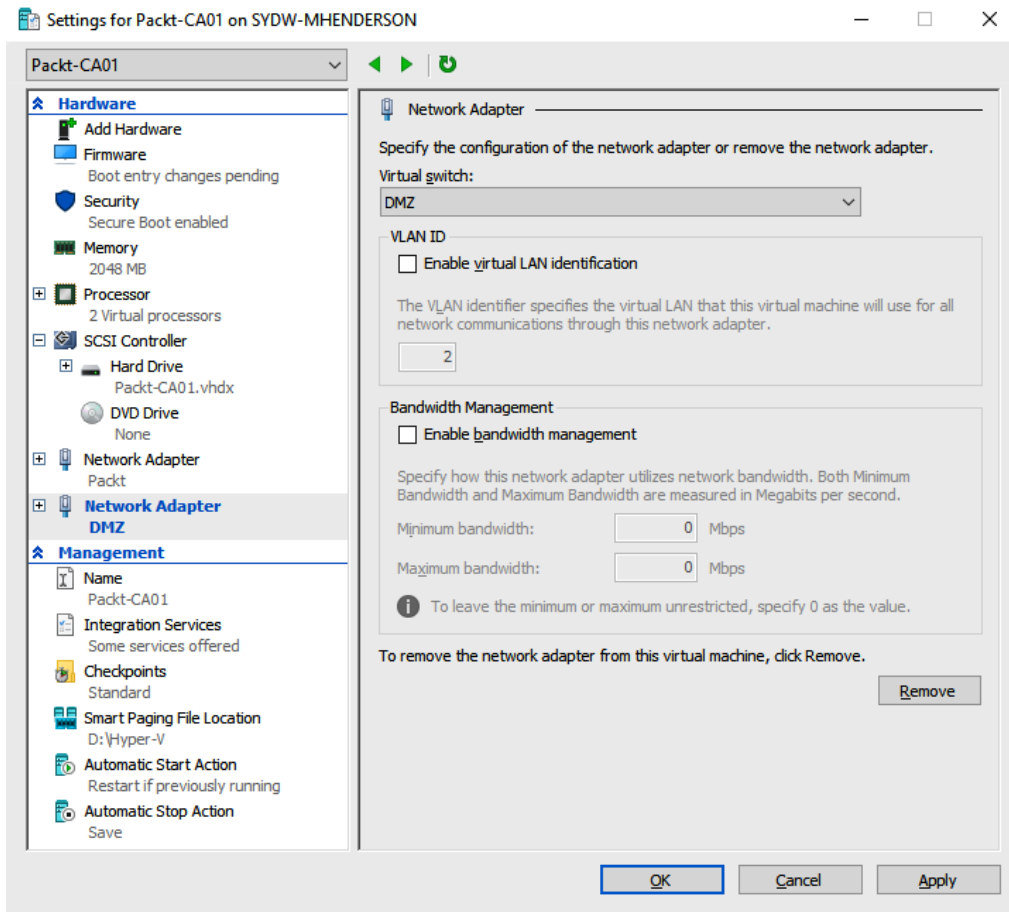 Settings for Packt-CA01 on SYDW-MHENDERSON
Packt-CA01
Hardware
Add Hardware
Firmware
Boot entry changes pending
Security
Secure Boot enabled
Memory
2048 MB
Processor
2 Virtual processors
SCSI Controller
Hard Drive
Packt-CA01.vhdx
DVD Drive
None
Network Adapter
Packt
Network Adapter
DMZ
Management
Name
Packt-CA01
Integration Services
Some services offered
Checkpoints
Standard
Smart Paging File Location
D:\Hyper-V
Automatic Start Action
Restart if previously running
Automatic Stop Action
Save
Network Adapter
Specify the configuration of the network adapter or remove the network adapter.
Virtual switch:
DMZ
VLAN ID
Enable virtual LAN identification
The VLAN identifier specifies the virtual LAN that this virtual machine will use for all
network communications through this network adapter.
2
Bandwidth Management
Enable bandwidth management
Specify how this network adapter utilizes network bandwidth. Both Minimum
Bandwidth and Maximum Bandwidth are measured in Megabits per second.
Minimum bandwidth: 0 Mbps
Maximum bandwidth: 0 Mbps
To leave the minimum or maximum unrestricted, specify 0 as the value.
To remove the network adapter from this virtual machine, click Remove.
Remove
OK Cancel Apply